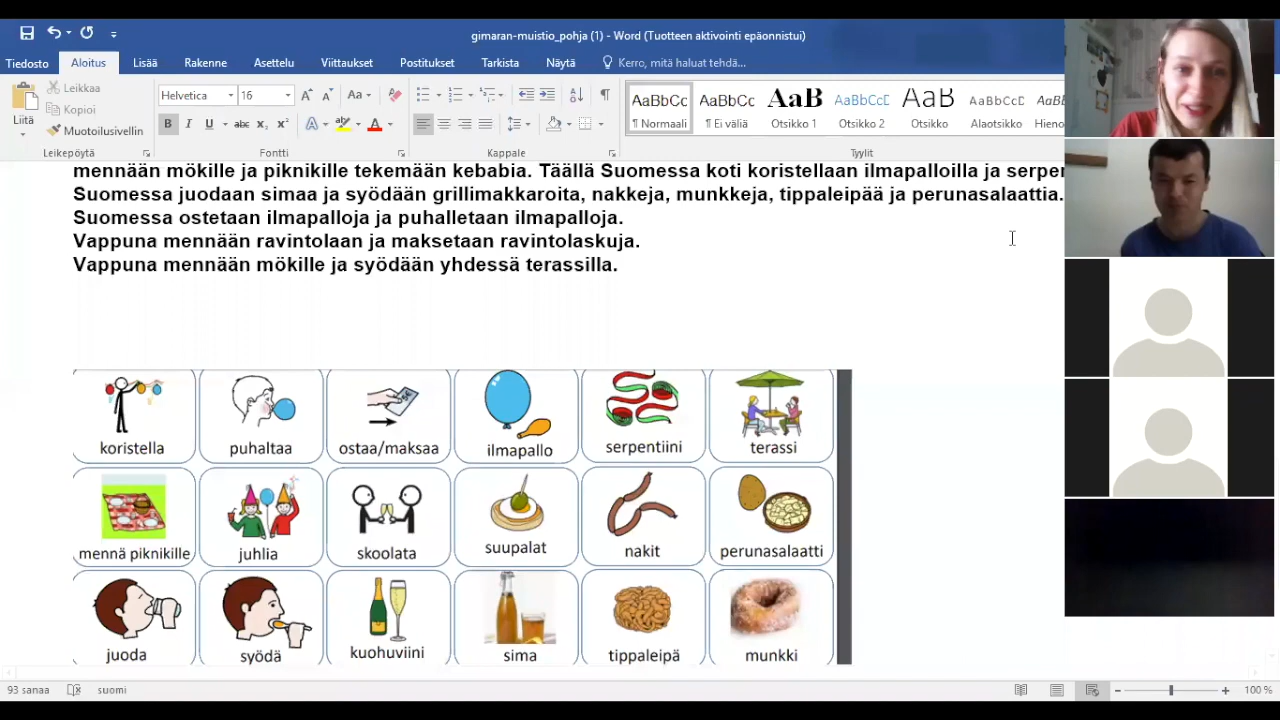 gimaran-muistio_pohja (1) - Word (Tuotteen aktivointi epäonnistui)
Tiedosto Aloitus Lisää Rakenne Asettelu Viittaukset Postitukset Tarkista Näytä Kerro, mitä haluat tehdä...
Liitä
Leikkaa
Kopioi
Muotoilusivellin
Helvetica 16
AaBbCc AaBbCc AaB AaBbCcD AaB AaBbCcD AaBb
¶ Normaali ¶ Ei väliä Otsikko 1 Otsikko 2 Otsikko Alaotsikko Hieno
Leikepöytä Fontti Kappale Tyylit
mennään mökille ja piknikille tekemään kebabia. Täällä Suomessa koti koristellaan ilmapalloilla ja serper
Suomessa juodaan simaa ja syödään grillimakkaroita, nakkeja, munkkeja, tippaleipää ja perunasalaattia.
Suomessa ostetaan ilmapalloja ja puhalletaan ilmapalloja.
Vappuna mennään ravintolaan ja maksetaan ravintolaskuja.
Vappuna mennään mökille ja syödään yhdessä terassilla.
koristella puhaltaa ostaa/maksaa ilmapallo serpentiini terassi
mennä piknikille juhlia skoolata suupalat nakit perunasalaatti
juoda syödä kuohuviini sima tippaleipä munkki
93 sanaa suomi 100 %